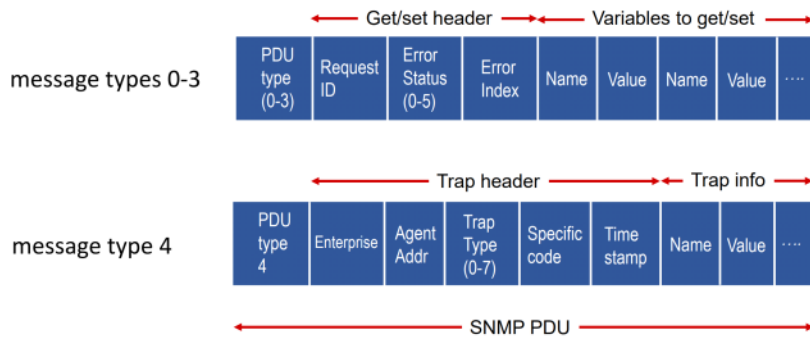 Get/set header
Variables to get/set
message types 0-3
PDU
type
(0-3)
Request
ID
Error
Status
(0-5)
Error
Index
Name
Value
Name
Value
....
Trap header
Trap info
message type 4
PDU
type
4
Enterprise
Agent
Addr
Trap
Type
(0-7)
Specific
code
Time
stamp
Name
Value
....
SNMP PDU